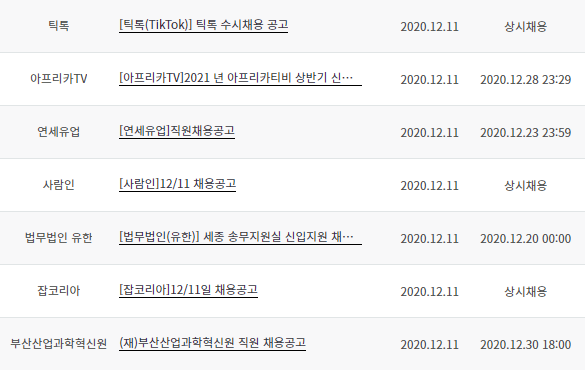 틱톡 [틱톡(TikTok)] 틱톡 수시채용 공고 2020.12.11 상시채용
아프리카TV [아프리카TV]2021 년 아프리카티비 상반기 신… 2020.12.11 2020.12.28 23:29
연세유업 [연세유업]직원채용공고 2020.12.11 2020.12.23 23:59
사람인 [사람인]12/11 채용공고 2020.12.11 상시채용
법무법인 유한 [법무법인(유한)] 세종 송무지원실 신입지원 채… 2020.12.11 2020.12.20 00:00
잡코리아 [잡코리아]12/11일 채용공고 2020.12.11 상시채용
부산산업과학혁신원 (재)부산산업과학혁신원 직원 채용공고 2020.12.11 2020.12.30 18:00